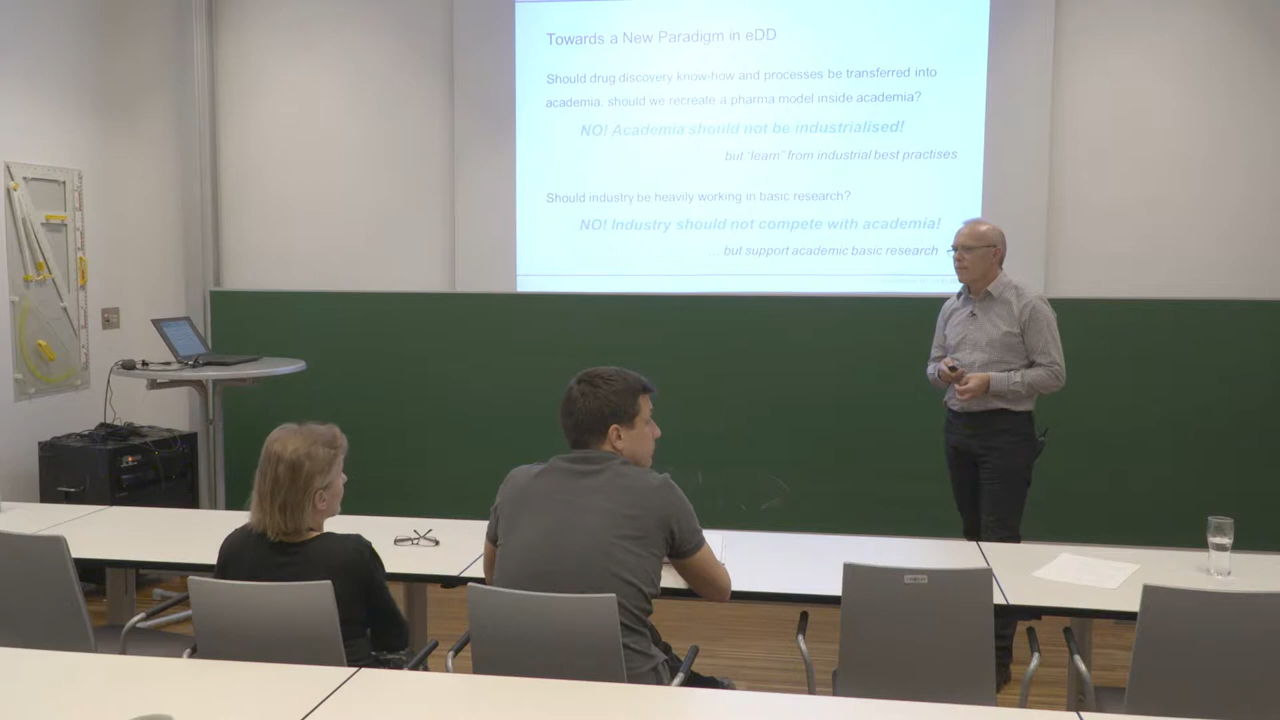 Towards a New Paradigm in eDD
Should drug discovery know-how and processes be transferred into
academia, should we recreate a pharma model inside academia?
NO! Academia should not be industrialised!
but "learn" from industrial best practises
Should industry be heavily working in basic research?
NO! Industry should not compete with academia!
... but support academic basic research